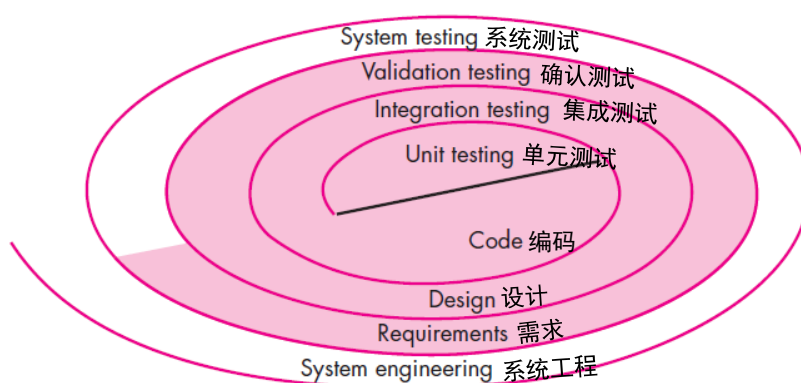 System testing 系统测试
Validation testing 确认测试
Integration testing 集成测试
Unit testing 单元测试
Code 编码
Design 设计
Requirements 需求
System engineering 系统工程